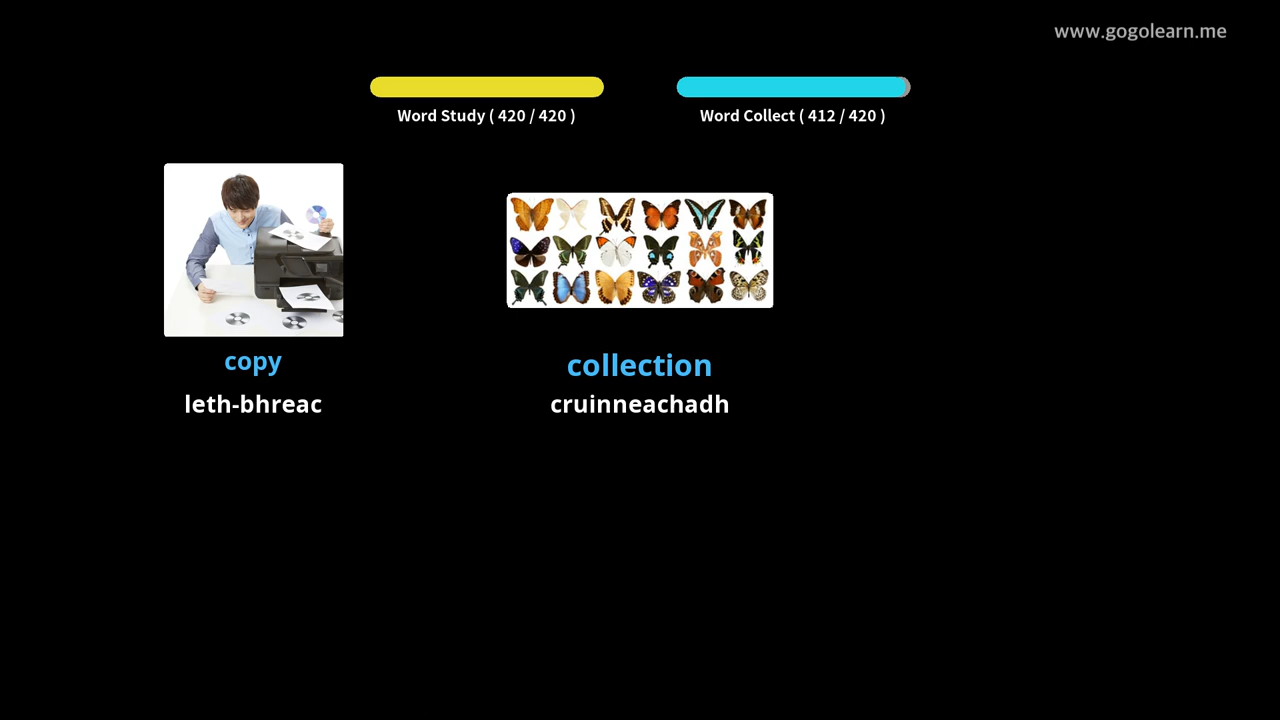 www.gogolearn.me
Word Study ( 420 / 420 )
Word Collect ( 412 / 420 )
copy
leth-bhreac
collection
cruinneachadh